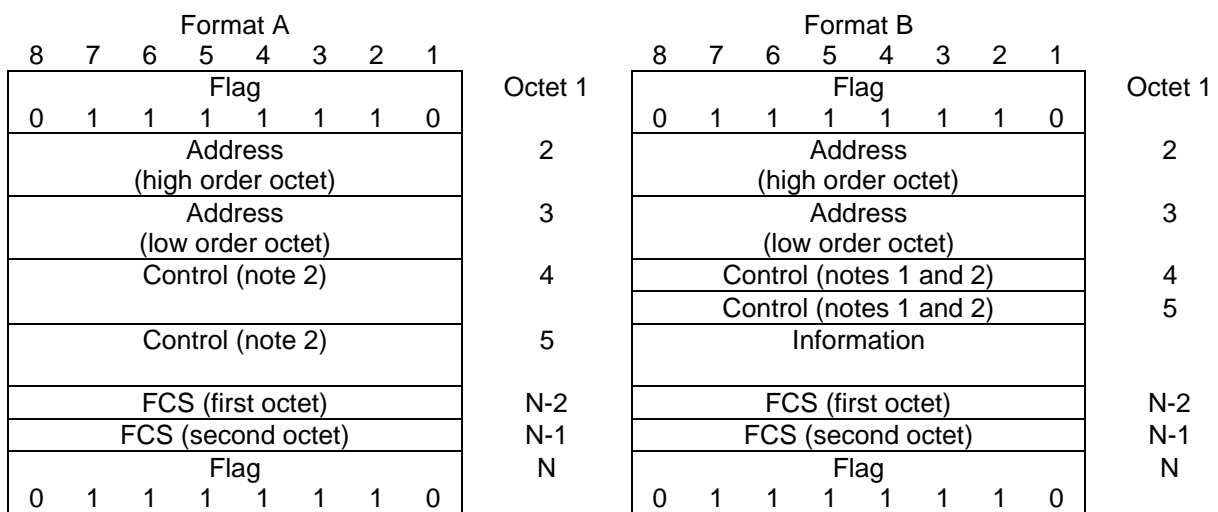 Format A Format B
8 7 6 5 4 3 2 1 8 7 6 5 4 3 2 1
Flag Octet 1 Flag Octet 1
0 1 1 1 1 1 1 0 0 1 1 1 1 1 1 0
Address 2 Address 2
(high order octet) (high order octet)
Address 3 Address 3
(low order octet) (low order octet)
Control (note 2) 4 Control (notes 1 and 2) 4
Control (notes 1 and 2) 5
Control (note 2) 5 Information
FCS (first octet) N-2 FCS (first octet) N-2
FCS (second octet) N-1 FCS (second octet) N-1
Flag N Flag N
0 1 1 1 1 1 1 0 0 1 1 1 1 1 1 0